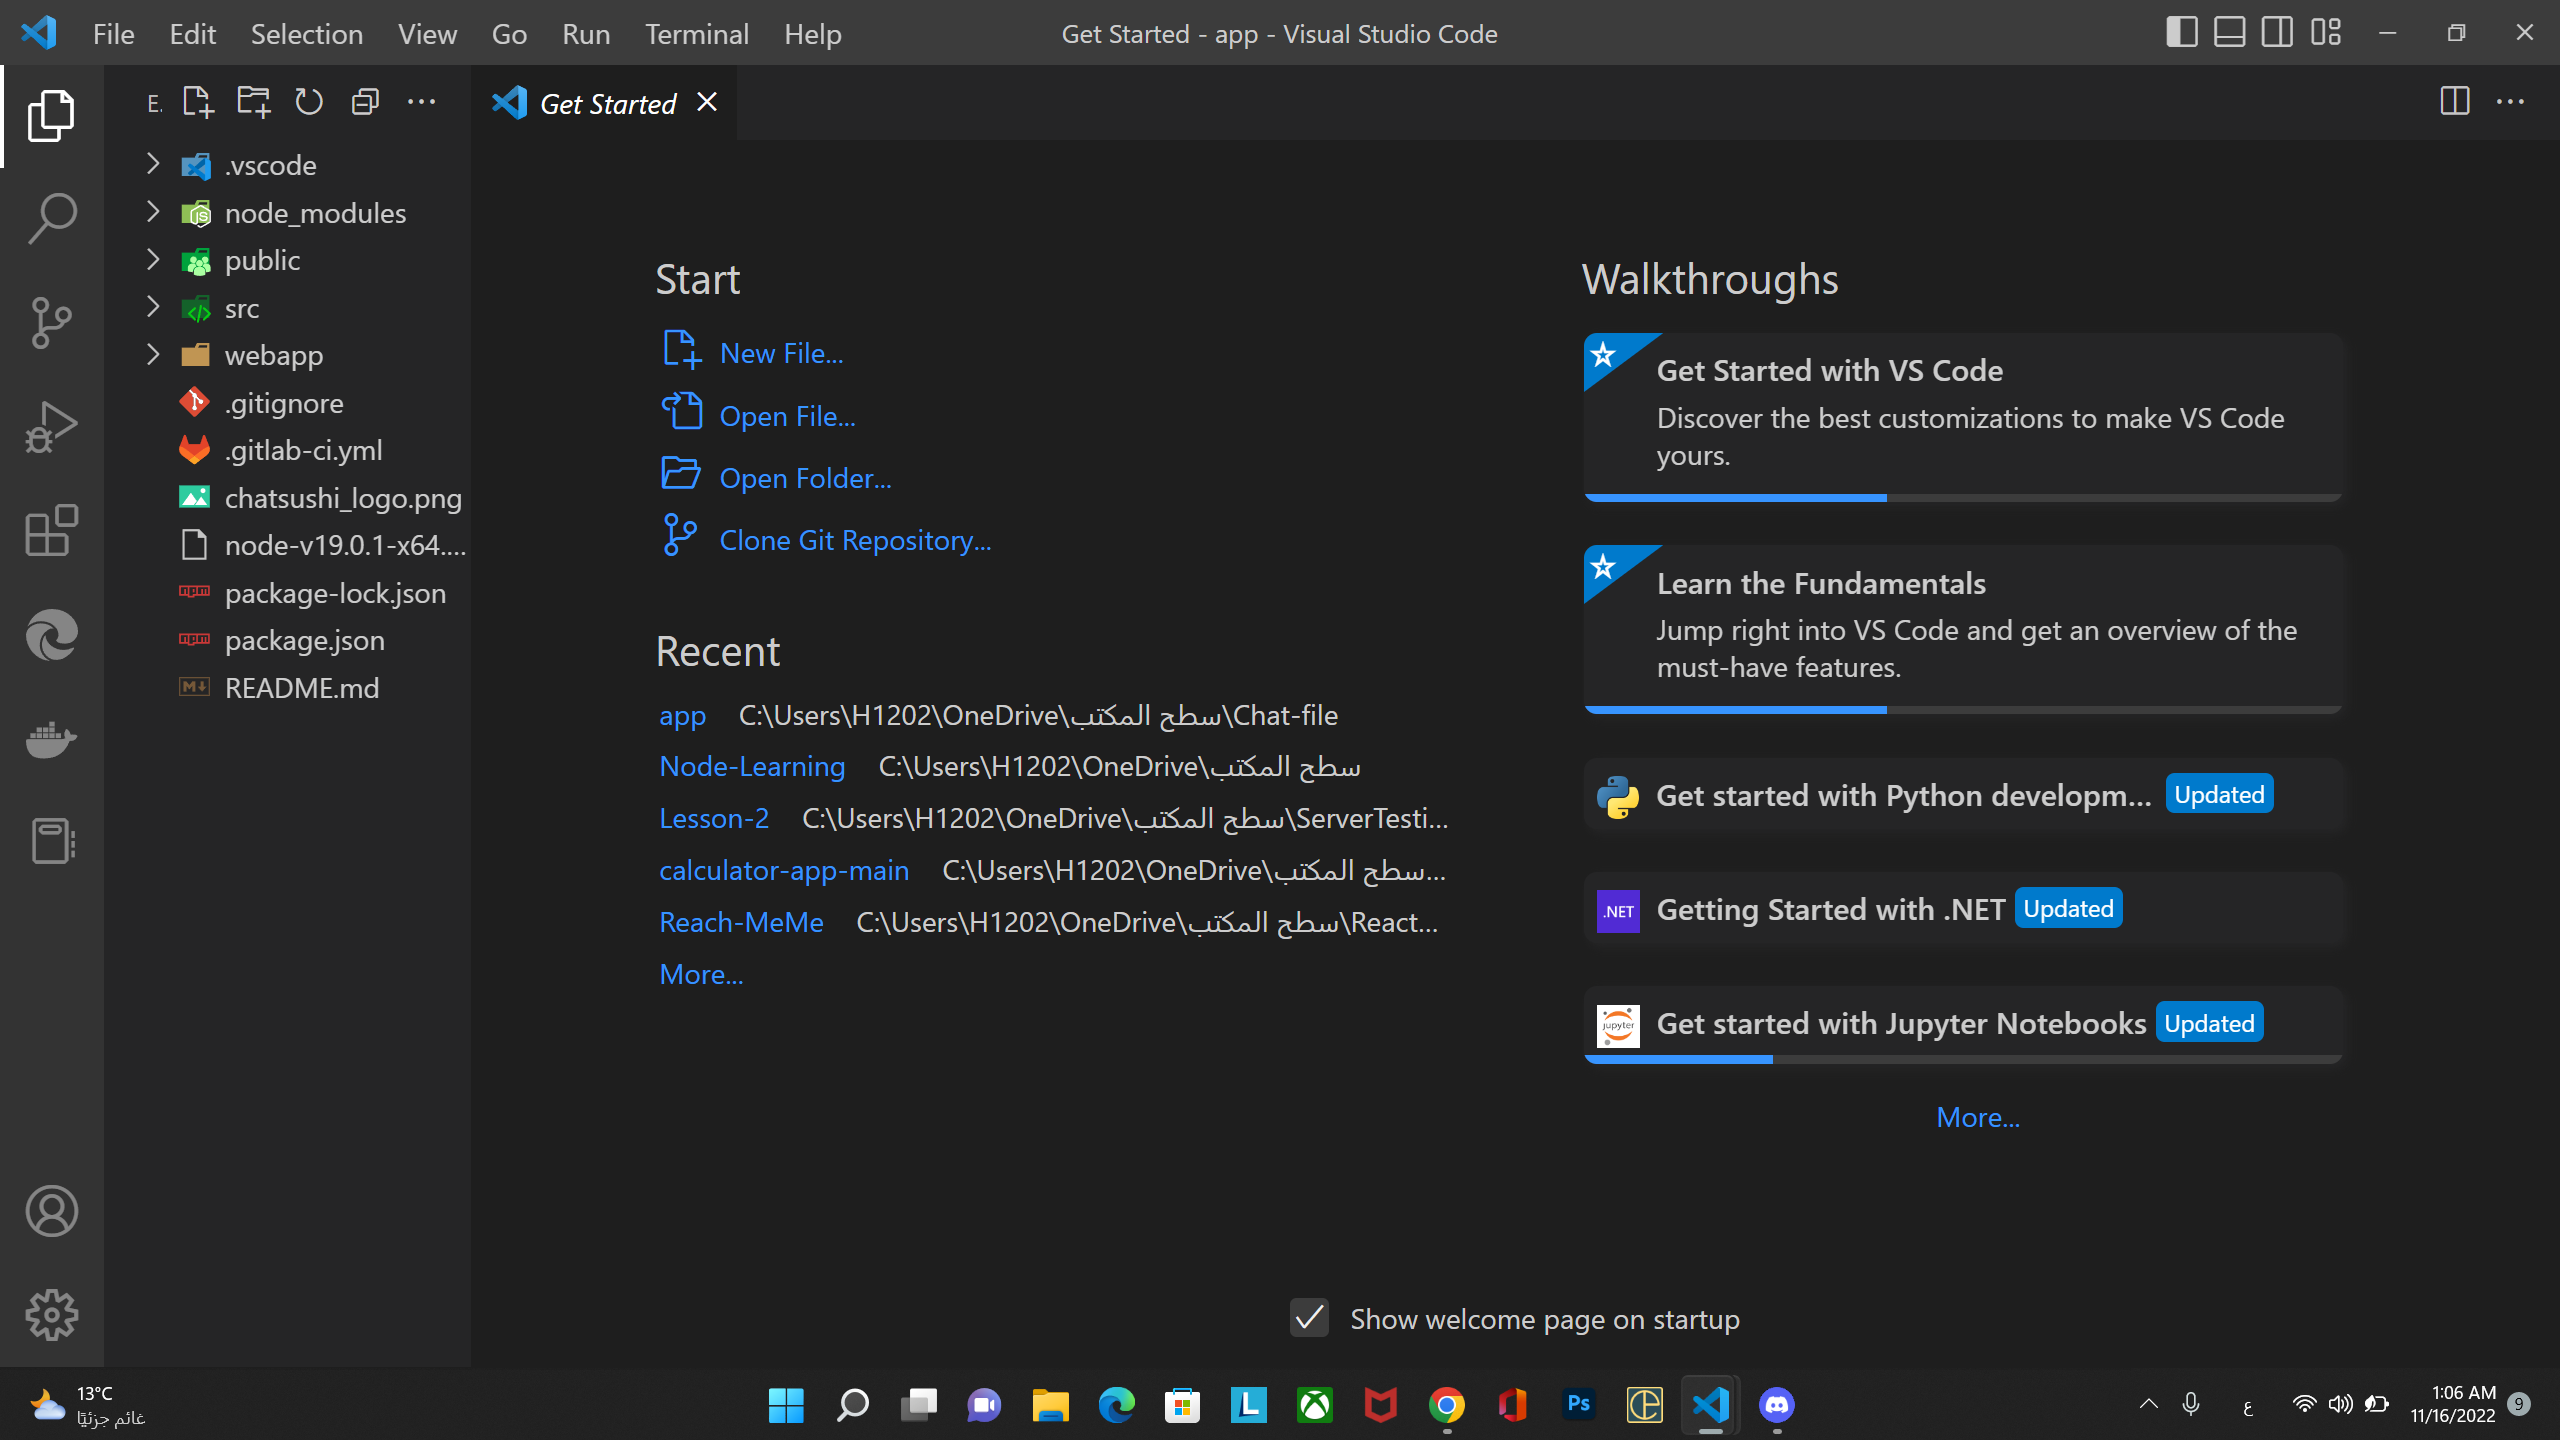 File Edit Selection View Go Run Terminal Help
Get Started - app - Visual Studio Code
E.
Get Started
.vscode
node_modules
public
src
webapp
.gitignore
.gitlab-ci.yml
chatsushi_logo.png
node-v19.0.1-x64....
package-lock.json
package.json
README.md
Start
New File...
Open File...
Open Folder...
Clone Git Repository...
Recent
app C:\Users\H1202\OneDrive\سطح المكتب\Chat-file
Node-Learning C:\Users\H1202\OneDrive\سطح المكتب
Lesson-2 C:\Users\H1202\OneDrive\سطح المكتب\ServerTesti...
calculator-app-main C:\Users\H1202\OneDrive\سطح المكتب...
Reach-MeMe C:\Users\H1202\OneDrive\سطح المكتب\React...
More...
Walkthroughs
Get Started with VS Code
Discover the best customizations to make VS Code
yours.
Learn the Fundamentals
Jump right into VS Code and get an overview of the
must-have features.
Get started with Python developm... Updated
.NET Getting Started with .NET Updated
jupyter Get started with Jupyter Notebooks Updated
More...
Show welcome page on startup
13°C
غائم جزئيًا
L
Ps
ع
1:06 AM
11/16/2022
9